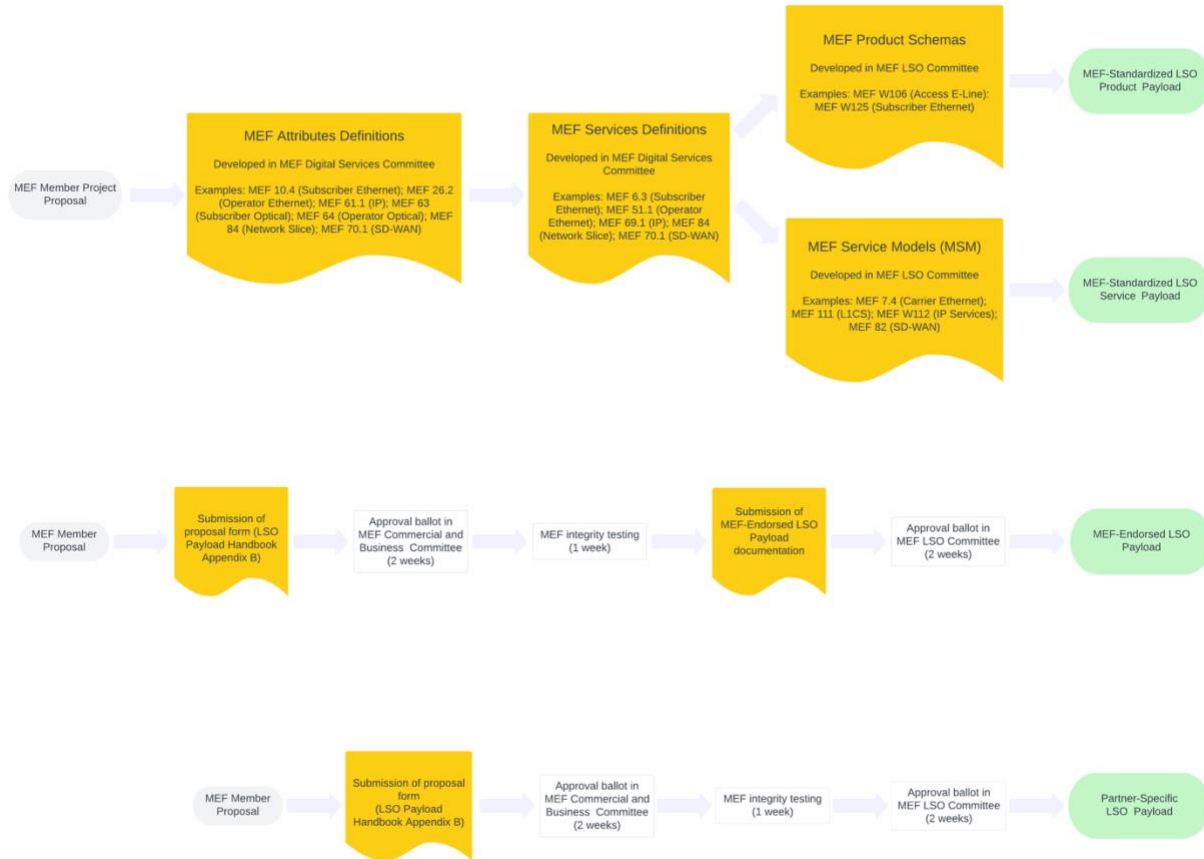 MEF Member Project
Proposal
MEF Attributes Definitions
Developed in MEF Digital Services Committee
Examples: MEF 10.4 (Subscriber Ethernet); MEF 26.2
(Operator Ethernet); MEF 61.1 (IP); MEF 63
(Subscriber Optical); MEF 64 (Operator Optical); MEF
84 (Network Slice); MEF 70.1 (SD-WAN)
MEF Services Definitions
Developed in MEF Digital Services
Committee
Examples: MEF 6.3 (Subscriber
Ethernet); MEF 51.1 (Operator
Ethernet); MEF 69.1 (IP); MEF 84
(Network Slice); MEF 70.1 (SD-WAN)
MEF Product Schemas
Developed in MEF LSO Committee
Examples: MEF W106 (Access E-Line):
MEF W125 (Subscriber Ethernet)
MEF-Standardized LSO
Product Payload
MEF Service Models (MSM)
Developed in MEF LSO Committee
Examples: MEF 7.4 (Carrier Ethernet);
MEF 111 (L1CS); MEF W112 (IP Services);
MEF 82 (SD-WAN)
MEF-Standardized LSO
Service Payload
MEF Member
Proposal
Submission of
proposal form (LSO
Payload Handbook
Appendix B)
Approval ballot in
MEF Commercial and
Business Committee
(2 weeks)
MEF integrity testing
(1 week)
Submission of
MEF-Endorsed LSO
Payload
documentation
Approval ballot in
MEF LSO Committee
(2 weeks)
MEF-Endorsed LSO
Payload
MEF Member
Proposal
Submission of proposal
form
(LSO Payload
Handbook Appendix B)
Approval ballot in
MEF Commercial and
Business Committee
(2 weeks)
MEF integrity testing
(1 week)
Approval ballot in
MEF LSO Committee
(2 weeks)
Partner-Specific
LSO Payload